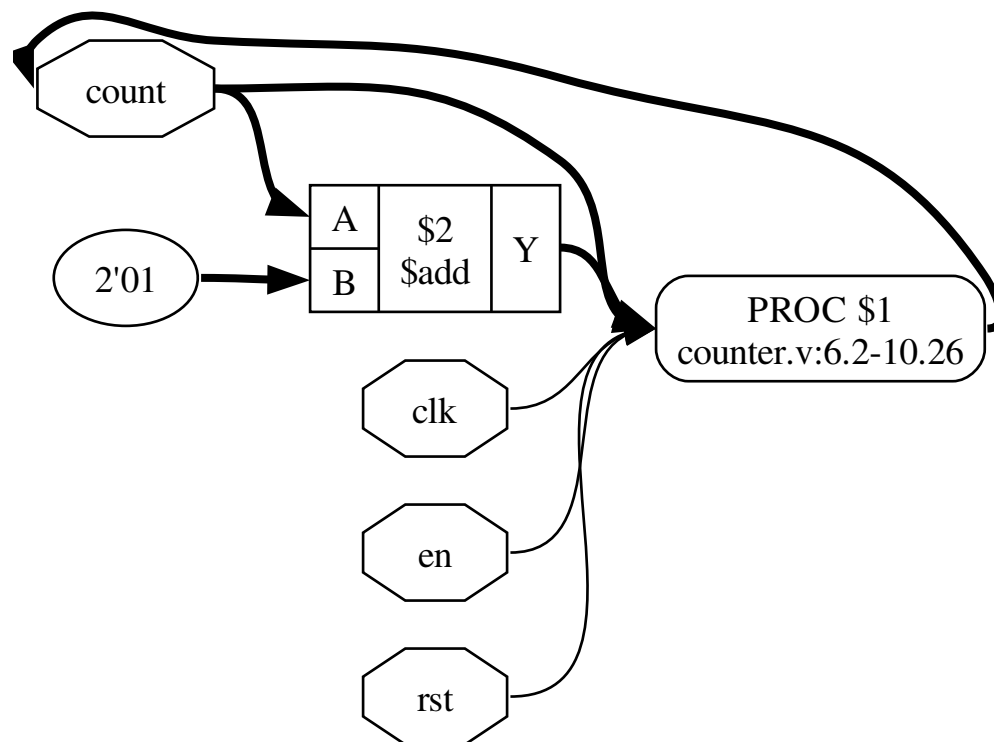 count
A
$2
$add
Y
2'01
B
PROC $1
counter.v:6.2-10.26
clk
en
rst